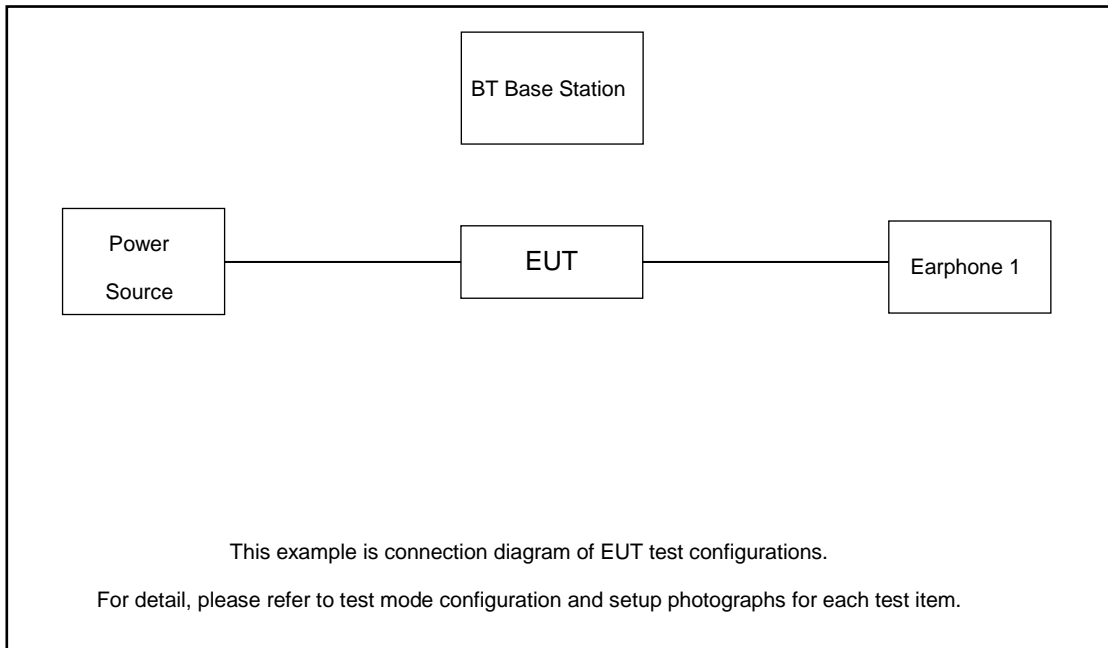 BT Base Station
Power
Source
EUT
Earphone 1
This example is connection diagram of EUT test configurations.
For detail, please refer to test mode configuration and setup photographs for each test item.